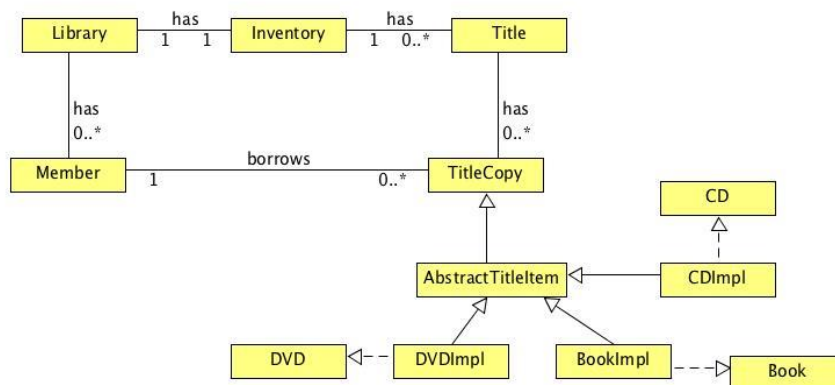 has has
Library 1 1 Inventory 1 0..* Title
has has
0..* 0..*
Member borrows TitleCopy
1 0..*
CD
AbstractTitleItem CDImpl
DVD DVDImpl BookImpl Book